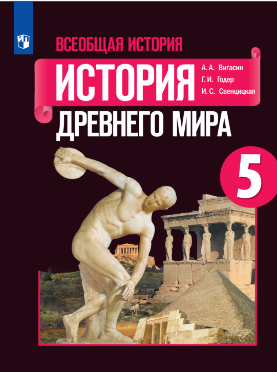 ВСЕОБЩАЯ ИСТОРИЯ
ИСТОРИЯ
А. А. Вигасин
Г. И. Годер
И. С. Свенцицкая
ДРЕВНЕГО МИРА
5